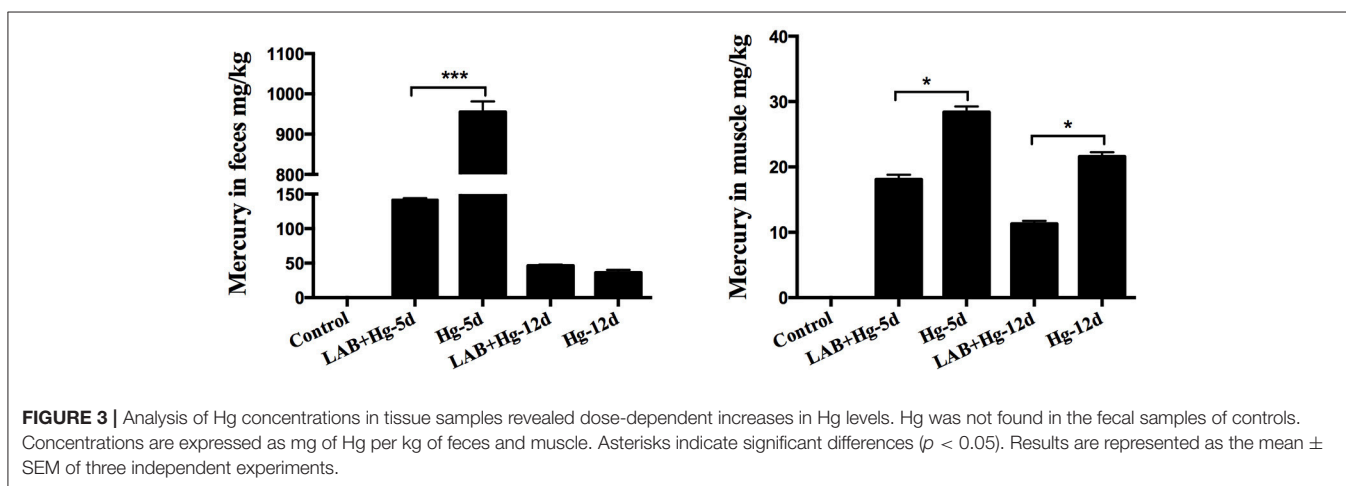 Mercury in feces mg/kg
1100
1000
900
800
150
100
50
0
***
Control
LAB+Hg-5d
Hg-5d
LAB+Hg-12d
Hg-12d
Mercury in muscle mg/kg
40
30
20
10
0
*
*
Control
LAB+Hg-5d
Hg-5d
LAB+Hg-12d
Hg-12d
FIGURE 3 | Analysis of Hg concentrations in tissue samples revealed dose-dependent increases in Hg levels. Hg was not found in the fecal samples of controls.
Concentrations are expressed as mg of Hg per kg of feces and muscle. Asterisks indicate significant differences (p < 0.05). Results are represented as the mean ±
SEM of three independent experiments.